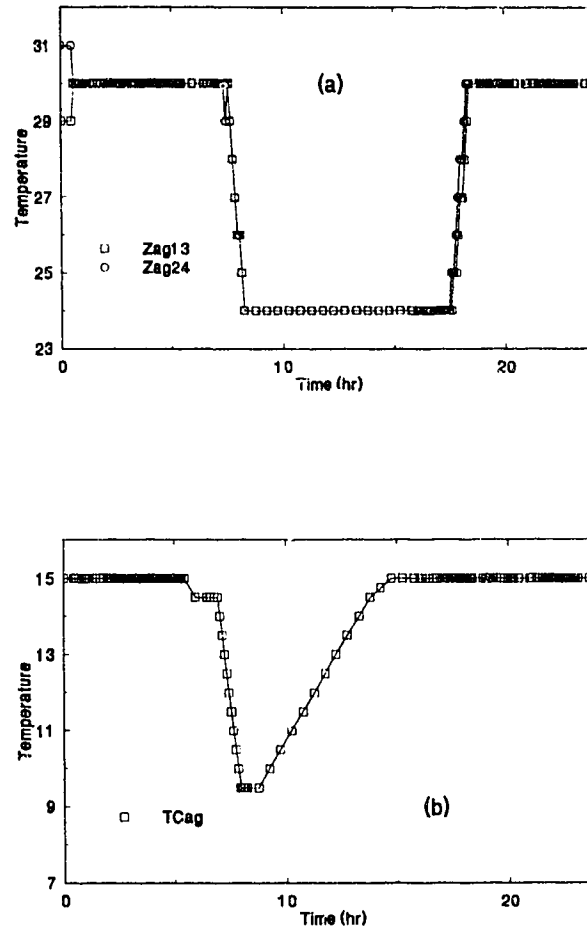 31
(a)
29
27
Temperature
□ Zag13
○ Zag24
25
23
0 10 20
Time (hr)
15
13
Temperature
11
9
□ TCag
(b)
7
0 10 20
Time (hr)